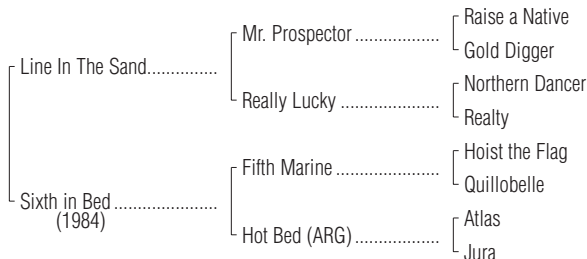 Raise a Native
Mr. Prospector ..................
Gold Digger
Line In The Sand...............
Northern Dancer
Really Lucky .....................
Realty
Hoist the Flag
Fifth Marine ......................
Quillobelle
Sixth in Bed ......................
(1984)
Atlas
Hot Bed (ARG) ..................
Jura